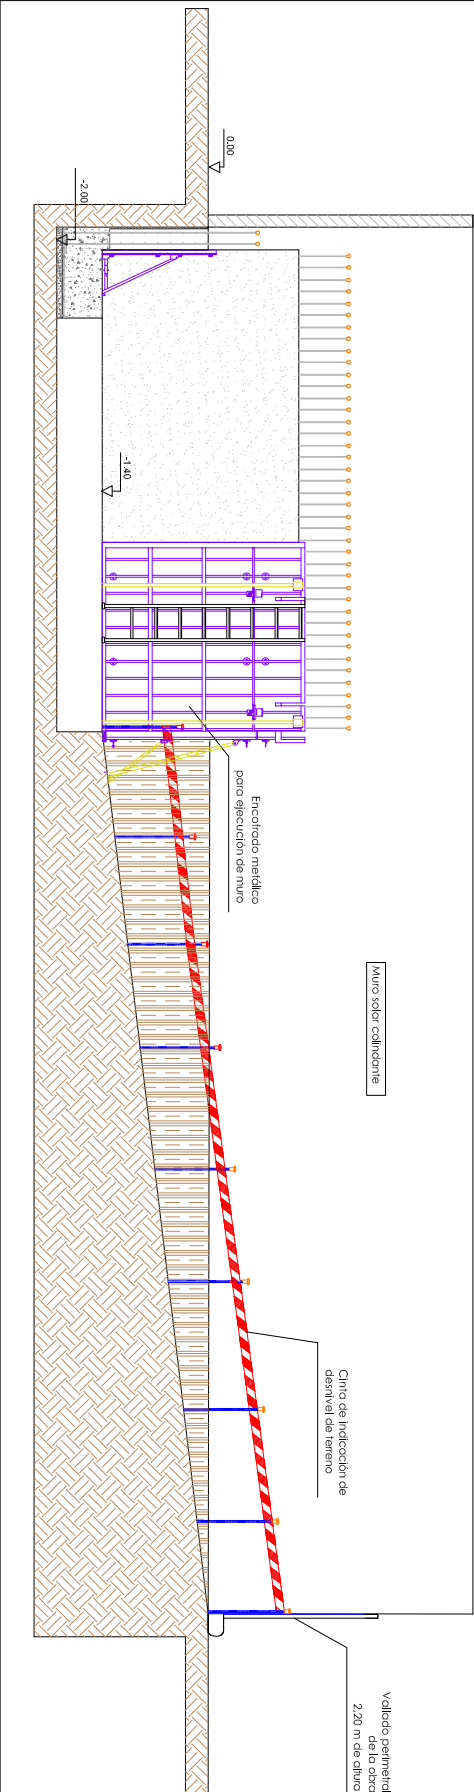 0.00
-2.00
-1.40
Encofrado metálico
para ejecución de muro
Muro solar colindante
Cinta de indicación de
desnivel de terreno
Vallado perimetral
de la obra
2,20 m de altura